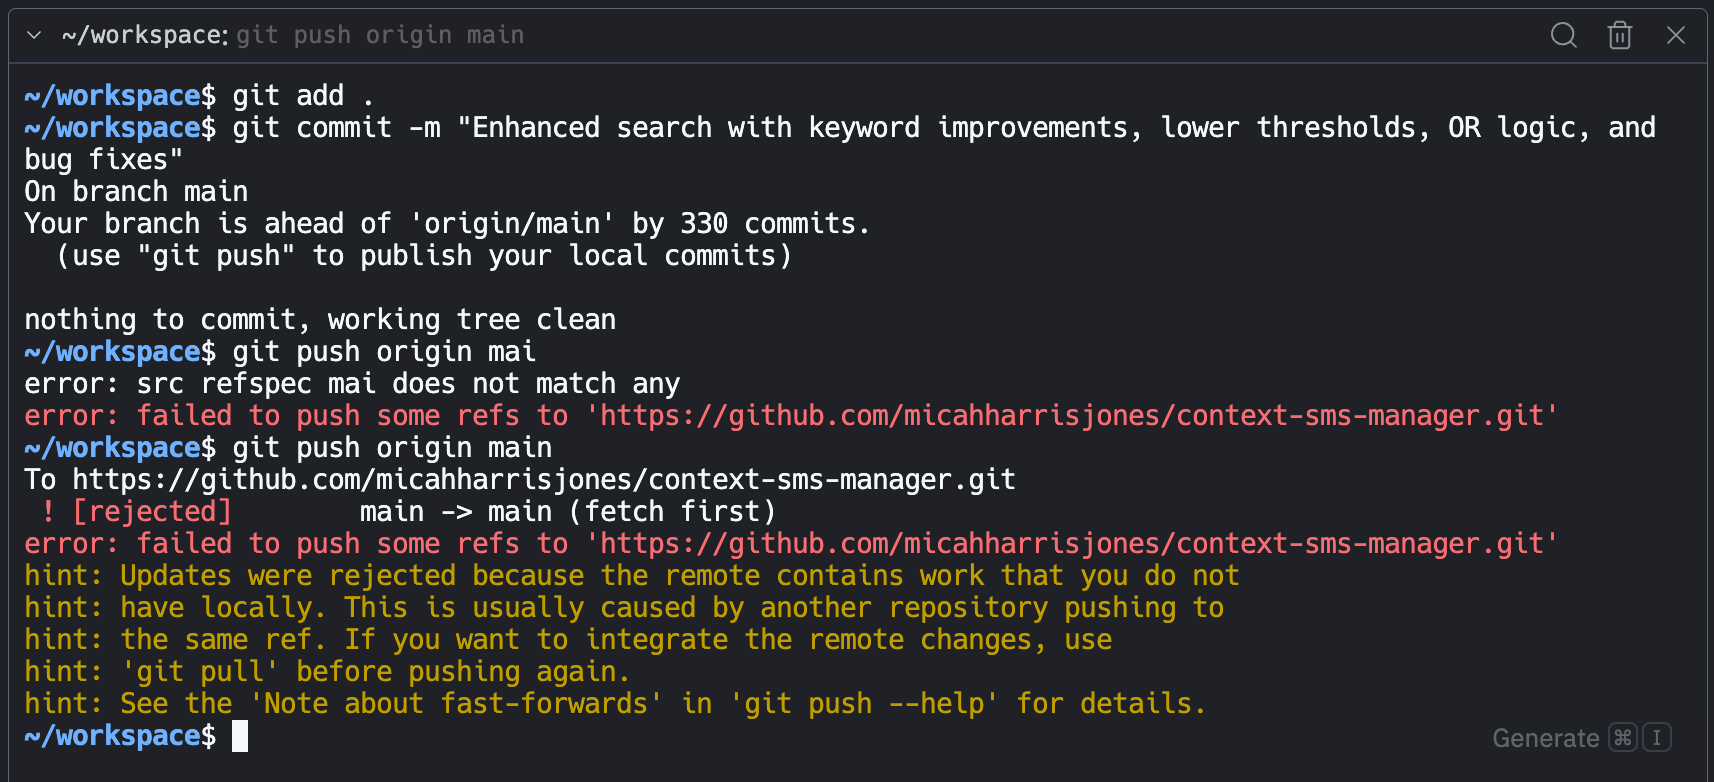 ~/workspace: git push origin main
~/workspace$ git add .
~/workspace$ git commit -m "Enhanced search with keyword improvements, lower thresholds, OR logic, and
bug fixes"
On branch main
Your branch is ahead of 'origin/main' by 330 commits.
  (use "git push" to publish your local commits)

nothing to commit, working tree clean
~/workspace$ git push origin mai
error: src refspec mai does not match any
error: failed to push some refs to 'https://github.com/micahharrisjones/context-sms-manager.git'
~/workspace$ git push origin main
To https://github.com/micahharrisjones/context-sms-manager.git
 ! [rejected]        main -> main (fetch first)
error: failed to push some refs to 'https://github.com/micahharrisjones/context-sms-manager.git'
hint: Updates were rejected because the remote contains work that you do not
hint: have locally. This is usually caused by another repository pushing to
hint: the same ref. If you want to integrate the remote changes, use
hint: 'git pull' before pushing again.
hint: See the 'Note about fast-forwards' in 'git push --help' for details.
~/workspace$
Generate ⌘ I